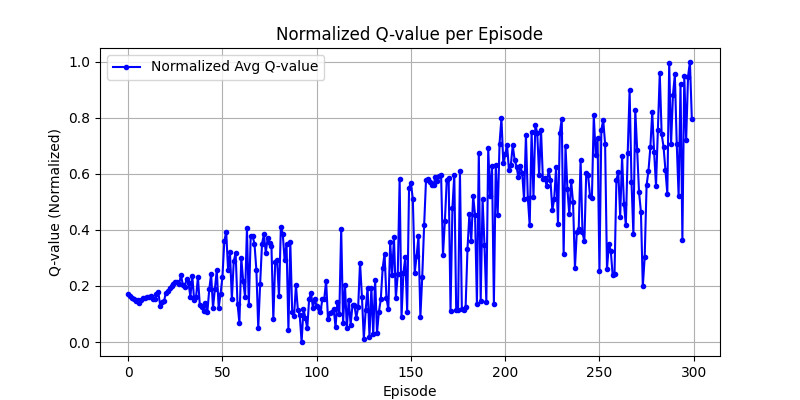 Normalized Q-value per Episode
Normalized Avg Q-value
Q-value (Normalized)
1.0
0.8
0.6
0.4
0.2
0.0
0 50 100 150 200 250 300
Episode